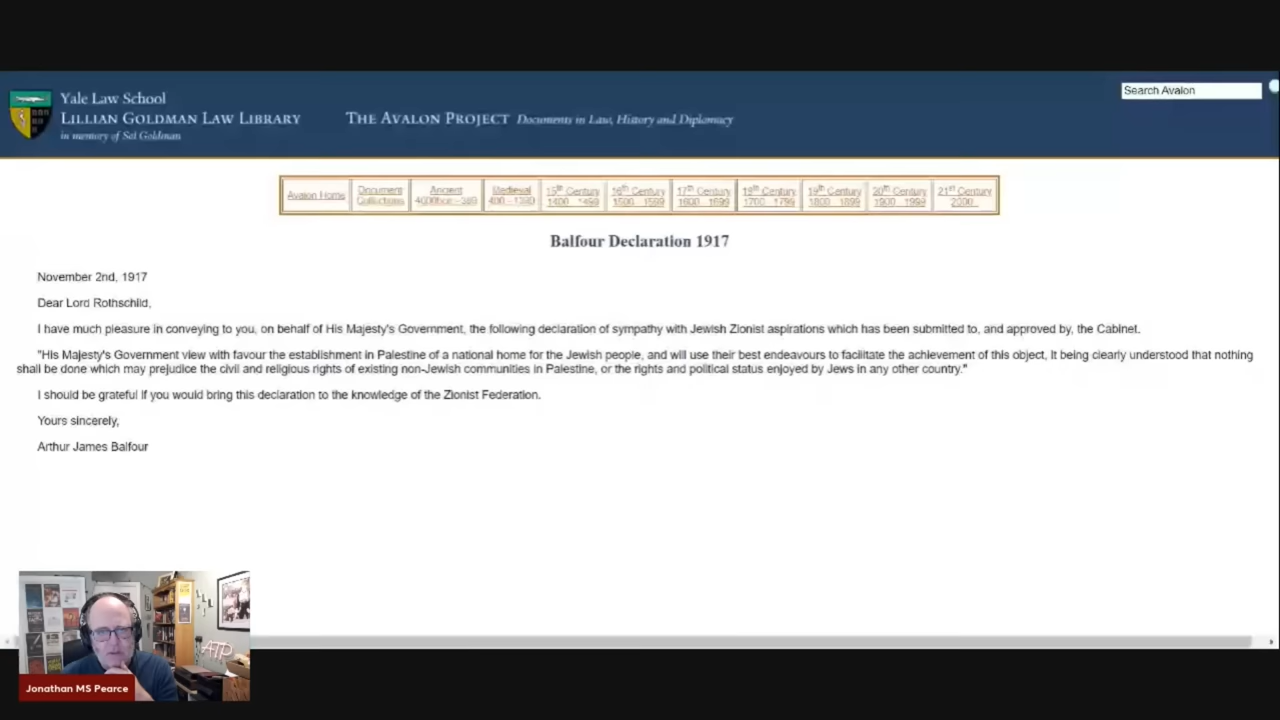 Yale Law School
LILLIAN GOLDMAN LAW LIBRARY
in memory of Sol Goldman
THE AVALON PROJECT Documents in Law, History and Diplomacy
Search Avalon
Avalon Home
Document Collections
Ancient 4000bce - 399
Medieval 400 - 1399
15th Century 1400 - 1499
16th Century 1500 - 1599
17th Century 1600 - 1699
18th Century 1700 - 1799
19th Century 1800 - 1899
20th Century 1900 - 1999
21st Century 2000 -
Balfour Declaration 1917
November 2nd, 1917
Dear Lord Rothschild,
I have much pleasure in conveying to you, on behalf of His Majesty's Government, the following declaration of sympathy with Jewish Zionist aspirations which has been submitted to, and approved by, the Cabinet.
"His Majesty's Government view with favour the establishment in Palestine of a national home for the Jewish people, and will use their best endeavours to facilitate the achievement of this object, it being clearly understood that nothing
shall be done which may prejudice the civil and religious rights of existing non-Jewish communities in Palestine, or the rights and political status enjoyed by Jews in any other country."
I should be grateful if you would bring this declaration to the knowledge of the Zionist Federation.
Yours sincerely,
Arthur James Balfour
ATP
Jonathan MS Pearce